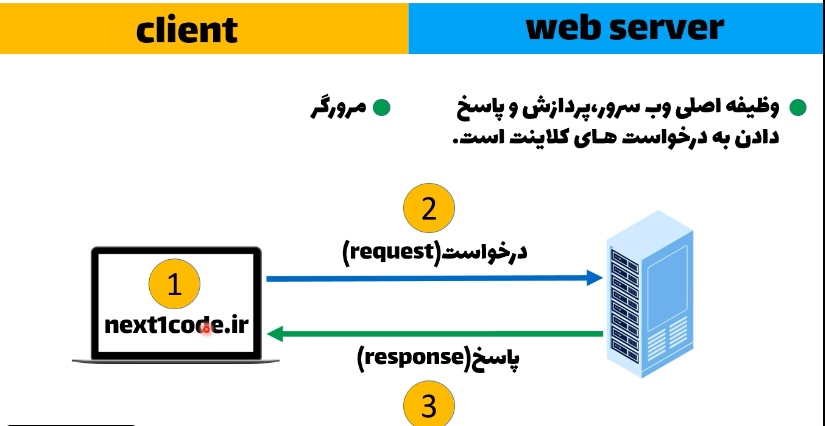 client
web server
مرورگر
وظیفه اصلی وب سرور،پردازش و پاسخ
دادن به درخواست های کلاینت است.
2
درخواست(request)
1
next1code.ir
پاسخ(response)
3